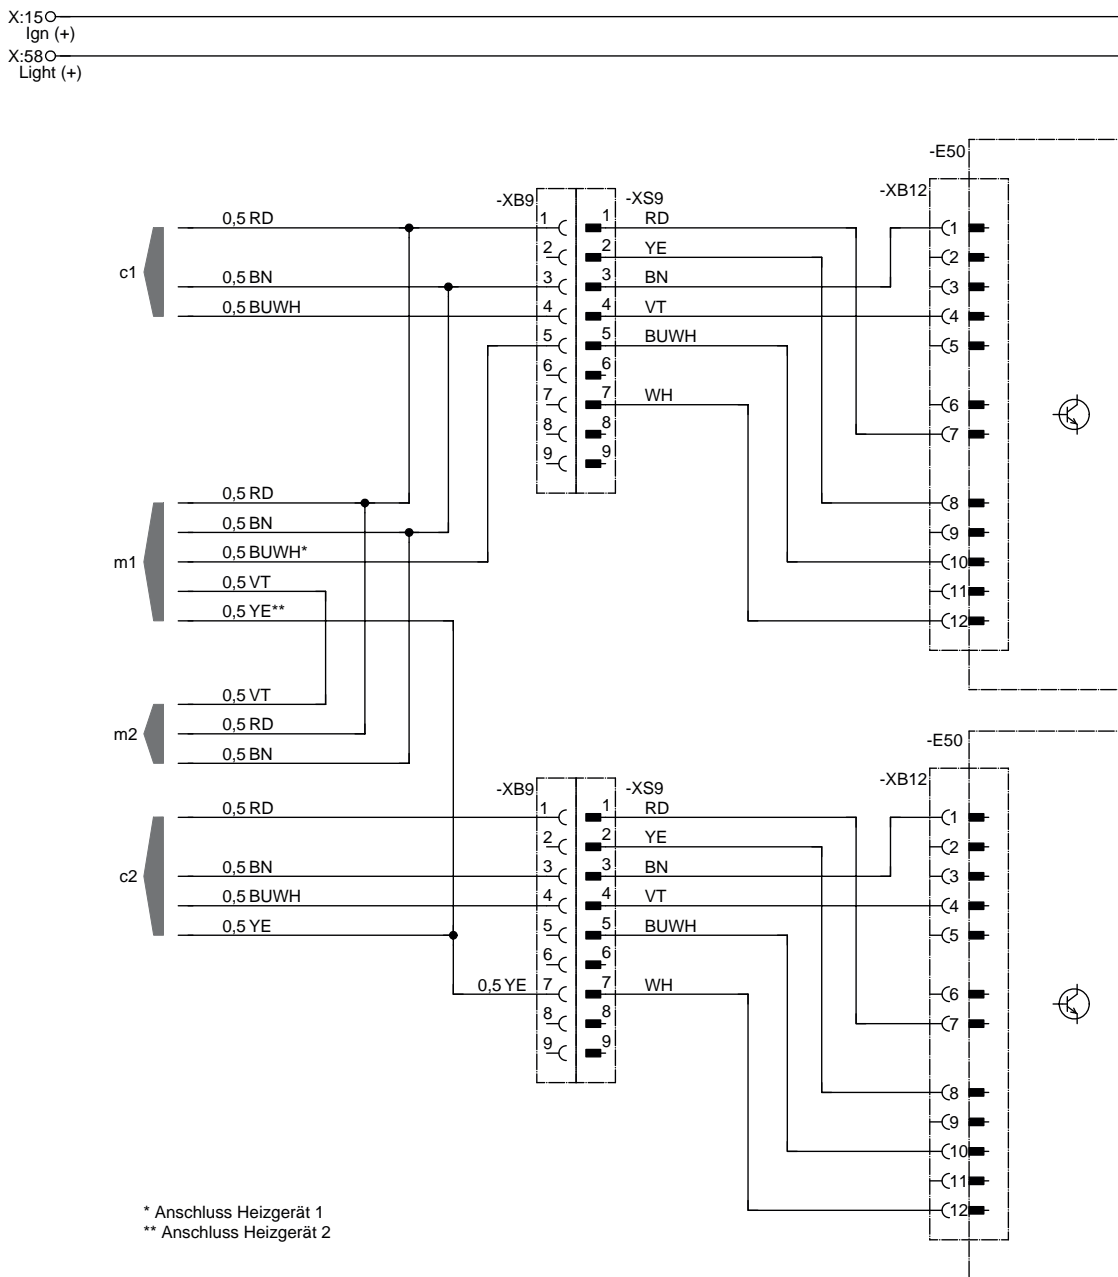 X:15
Ign (+)
X:58
Light (+)
-E50
-XB9
-XS9
-XB12
c1
0,5 RD
0,5 BN
0,5 BUWH
1
2
3
4
5
6
7
8
9
1
2
3
4
5
6
7
8
9
RD
YE
BN
VT
BUWH
WH
1
2
3
4
5
6
7
8
9
10
11
12
m1
0,5 RD
0,5 BN
0,5 BUWH*
0,5 VT
0,5 YE**
m2
0,5 VT
0,5 RD
0,5 BN
-E50
-XB9
-XS9
-XB12
c2
0,5 RD
0,5 BN
0,5 BUWH
0,5 YE
0,5 YE
1
2
3
4
5
6
7
8
9
1
2
3
4
5
6
7
8
9
RD
YE
BN
VT
BUWH
WH
1
2
3
4
5
6
7
8
9
10
11
12
* Anschluss Heizgerät 1
** Anschluss Heizgerät 2